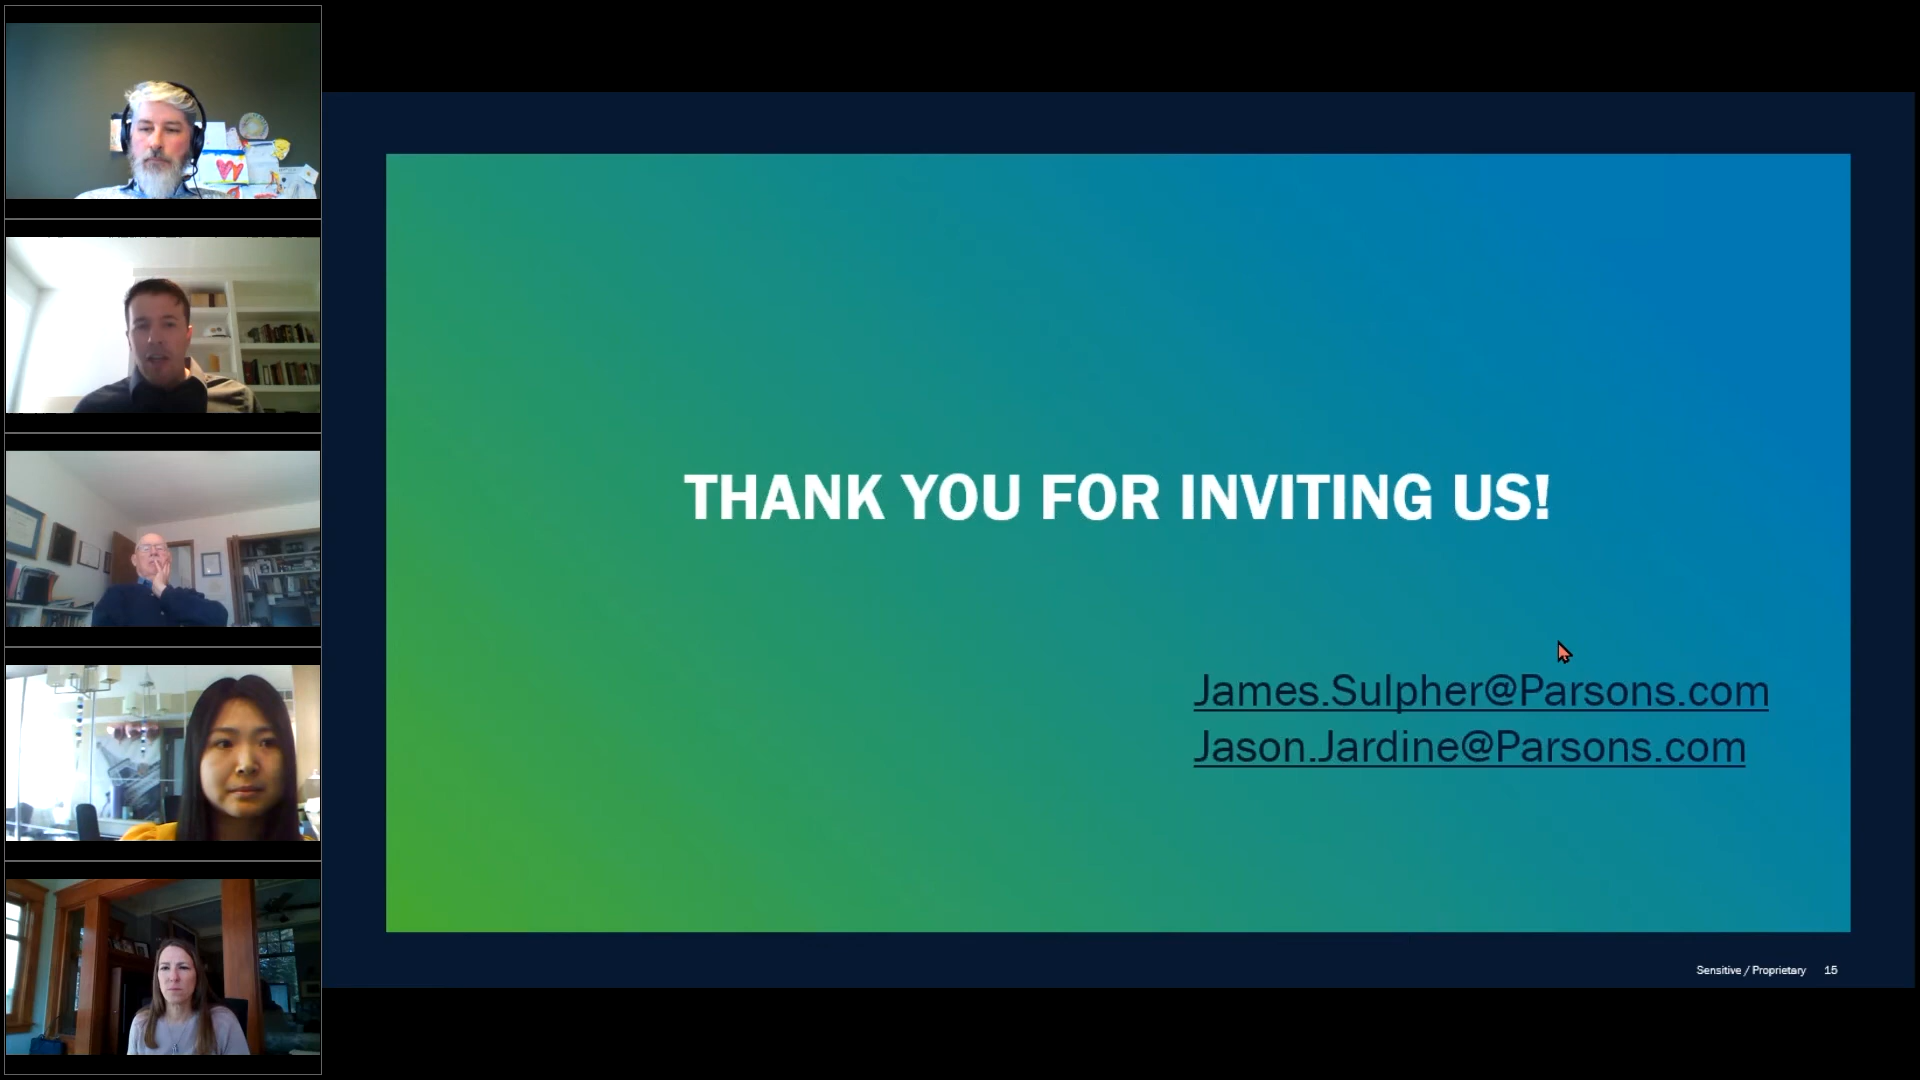 THANK YOU FOR INVITING US!
James.Sulpher@Parsons.com
Jason.Jardine@Parsons.com
Sensitive / Proprietary 15